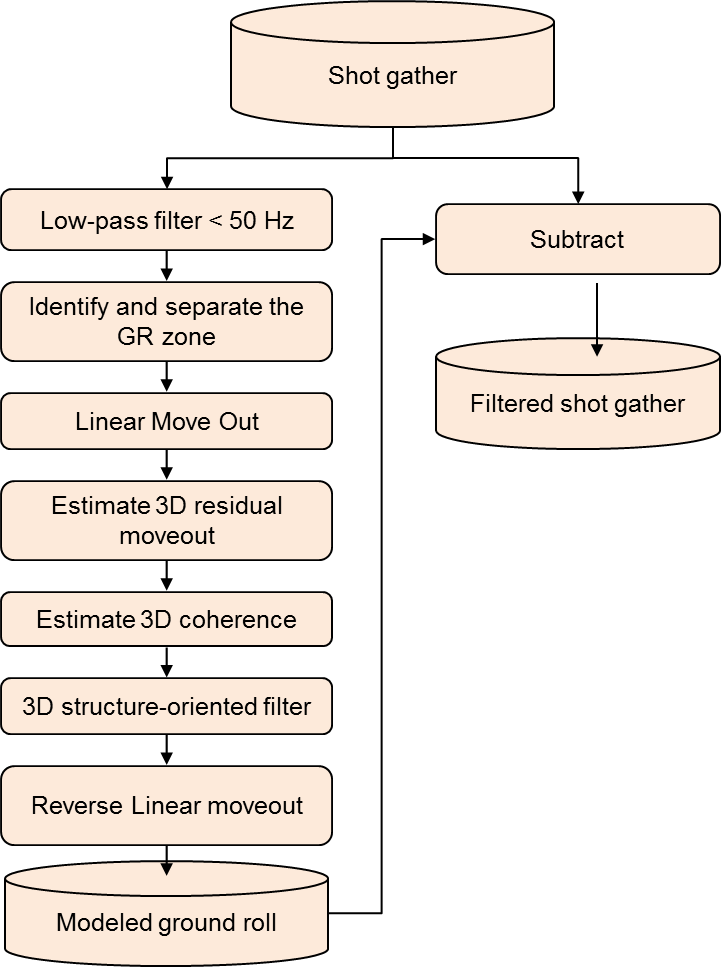 Shot gather
Low-pass filter < 50 Hz
Identify and separate the
GR zone
Linear Move Out
Estimate 3D residual
moveout
Estimate 3D coherence
3D structure-oriented filter
Reverse Linear moveout
Modeled ground roll
Subtract
Filtered shot gather